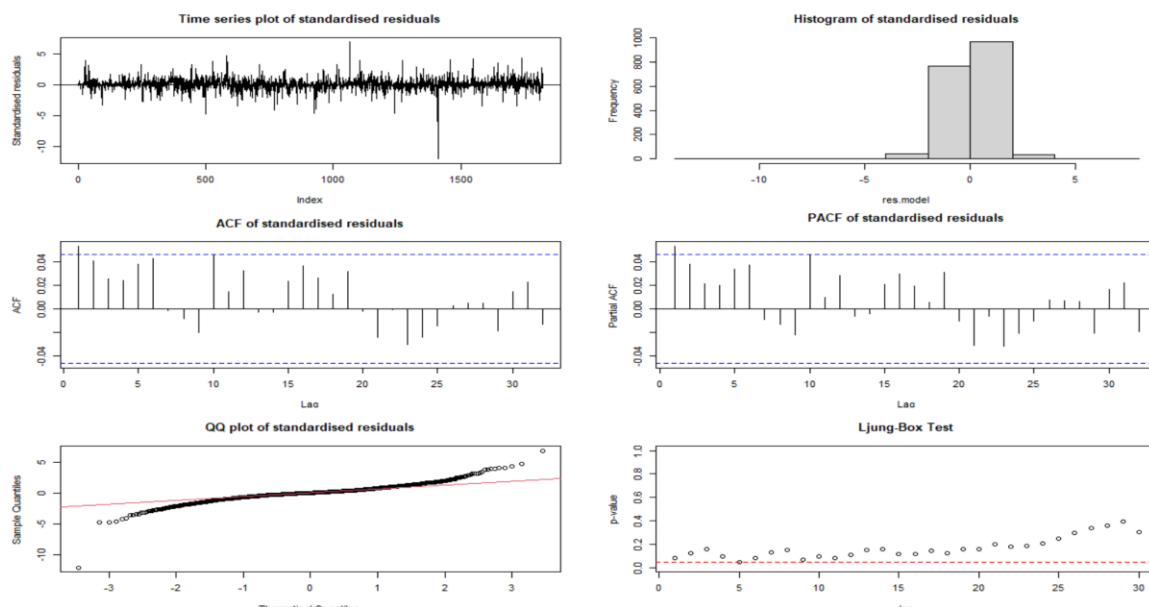 Time series plot of standardised residuals
Standardised residuals
5
0
-5
-10
0 500 1000 1500
Index
Histogram of standardised residuals
Frequency
1000
800
600
400
200
0
-10 -5 0 5
res.model
ACF of standardised residuals
ACF
0.04
0.02
0.00
-0.04
0 5 10 15 20 25 30
Lag
PACF of standardised residuals
Partial ACF
0.04
0.02
0.00
-0.04
0 5 10 15 20 25 30
Lag
QQ plot of standardised residuals
Sample Quantiles
5
0
-5
-10
-3 -2 -1 0 1 2 3
Theoretical Quantiles
Ljung-Box Test
p-value
1.0
0.8
0.6
0.4
0.2
0.0
0 5 10 15 20 25 30